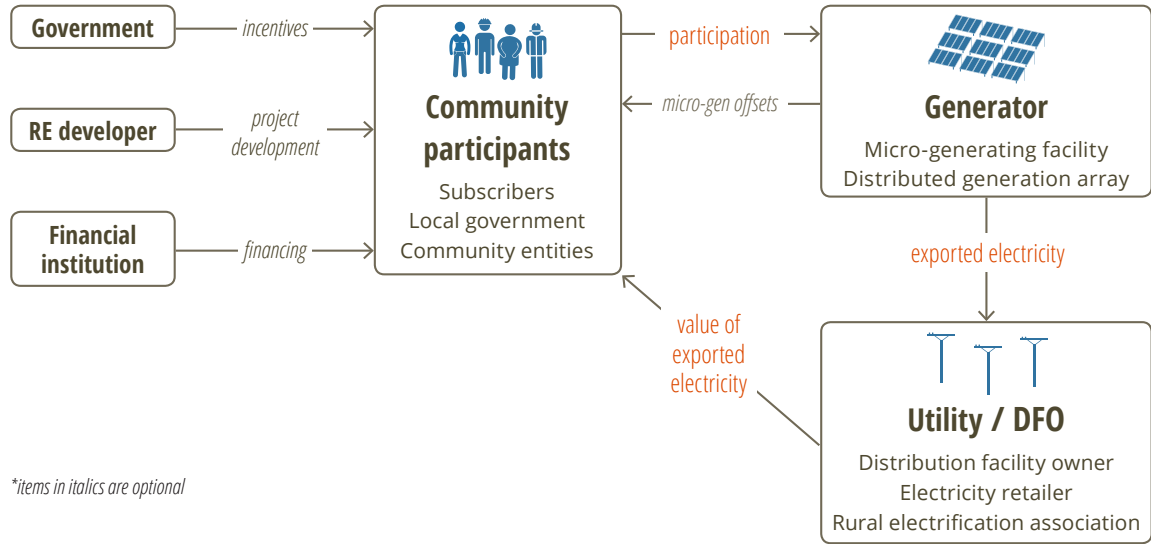 Government
incentives
RE developer
project
development
Financial
institution
financing
Community
participants
Subscribers
Local government
Community entities
participation
micro-gen offsets
Generator
Micro-generating facility
Distributed generation array
exported electricity
value of
exported
electricity
Utility / DFO
Distribution facility owner
Electricity retailer
Rural electrification association
*items in italics are optional